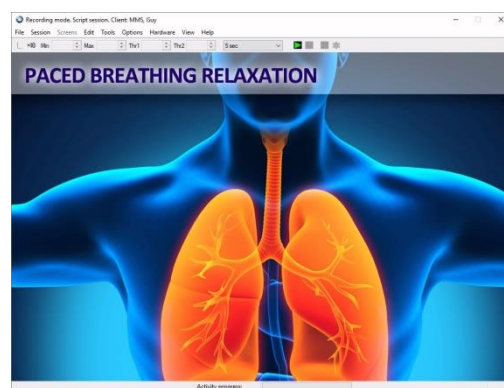 Recording mode. Script session. Client: MMS, Guy
File Session Screens Edit Tools Options Hardware View Help
Min Max Thr1 Thr2 5 sec
PACED BREATHING RELAXATION
Activity progress: